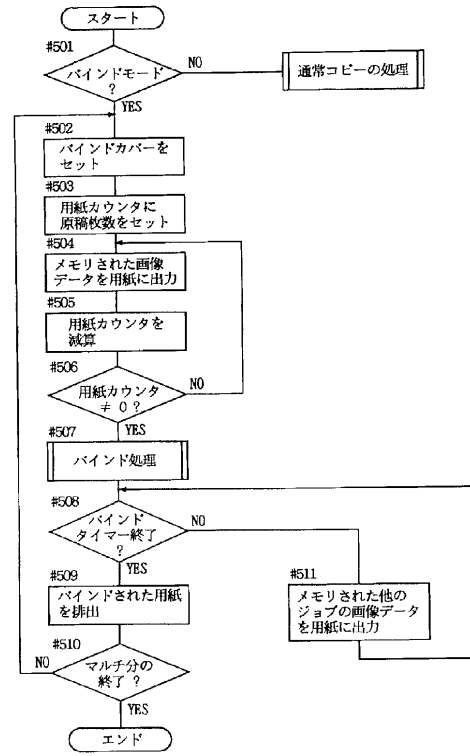 スタート
#501
バインドモード
?
NO
通常コピーの処理
YES
#502
バインドカバーを
セット
#503
用紙カウンタに
原稿枚数をセット
#504
メモリされた画像
データを用紙に出力
#505
用紙カウンタを
減算
#506
用紙カウンタ
≠ 0?
NO
YES
#507
バインド処理
#508
バインド
タイマー終了
?
NO
YES
#509
バインドされた用紙
を排出
#511
メモリされた他の
ジョブの画像データ
を用紙に出力
#510
マルチ分の
終了?
NO
YES
エンド